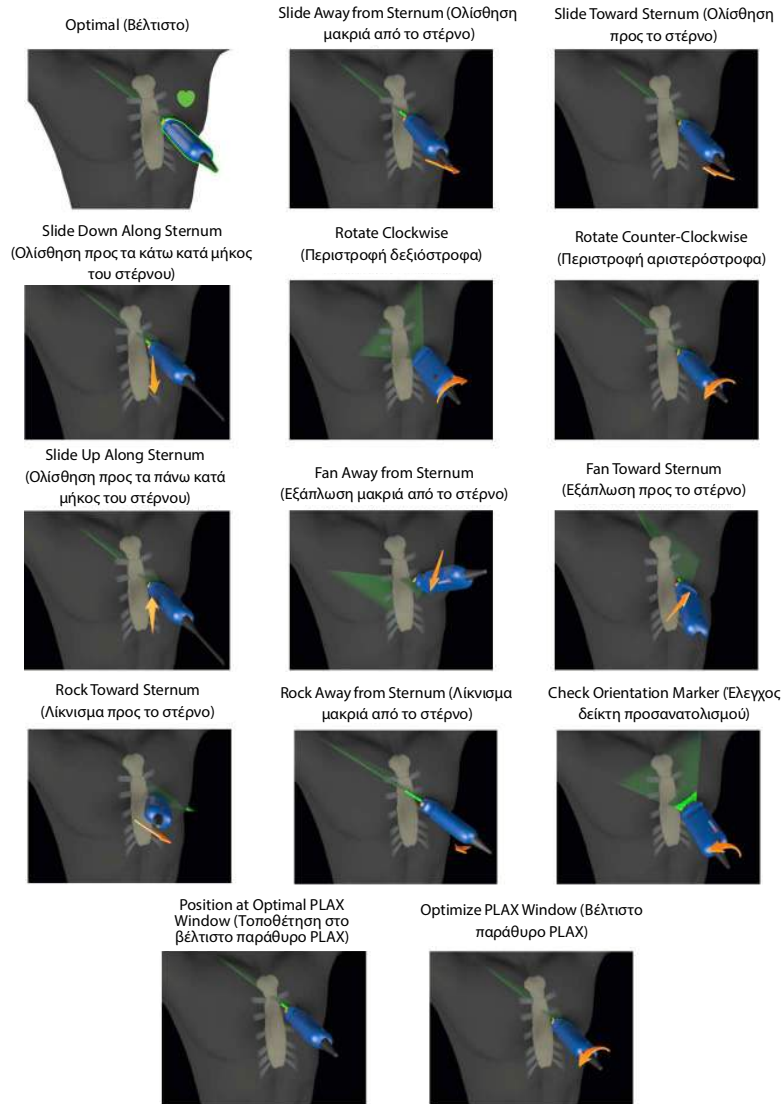 Optimal (Βέλτιστο)
Slide Away from Sternum (Ολίσθηση
μακριά από το στέρνο)
Slide Toward Sternum (Ολίσθηση
προς το στέρνο)
Slide Down Along Sternum
(Ολίσθηση προς τα κάτω κατά μήκος
του στέρνου)
Rotate Clockwise
(Περιστροφή δεξιόστροφα)
Rotate Counter-Clockwise
(Περιστροφή αριστερόστροφα)
Slide Up Along Sternum
(Ολίσθηση προς τα πάνω κατά
μήκος του στέρνου)
Fan Away from Sternum
(Εξάπλωση μακριά από το στέρνο)
Fan Toward Sternum
(Εξάπλωση προς το στέρνο)
Rock Toward Sternum
(Λίκνισμα προς το στέρνο)
Rock Away from Sternum (Λίκνισμα
μακριά από το στέρνο)
Check Orientation Marker (Έλεγχος
δείκτη προσανατολισμού)
Position at Optimal PLAX
Window (Τοποθέτηση στο
βέλτιστο παράθυρο PLAX)
Optimize PLAX Window (Βέλτιστο
παράθυρο PLAX)